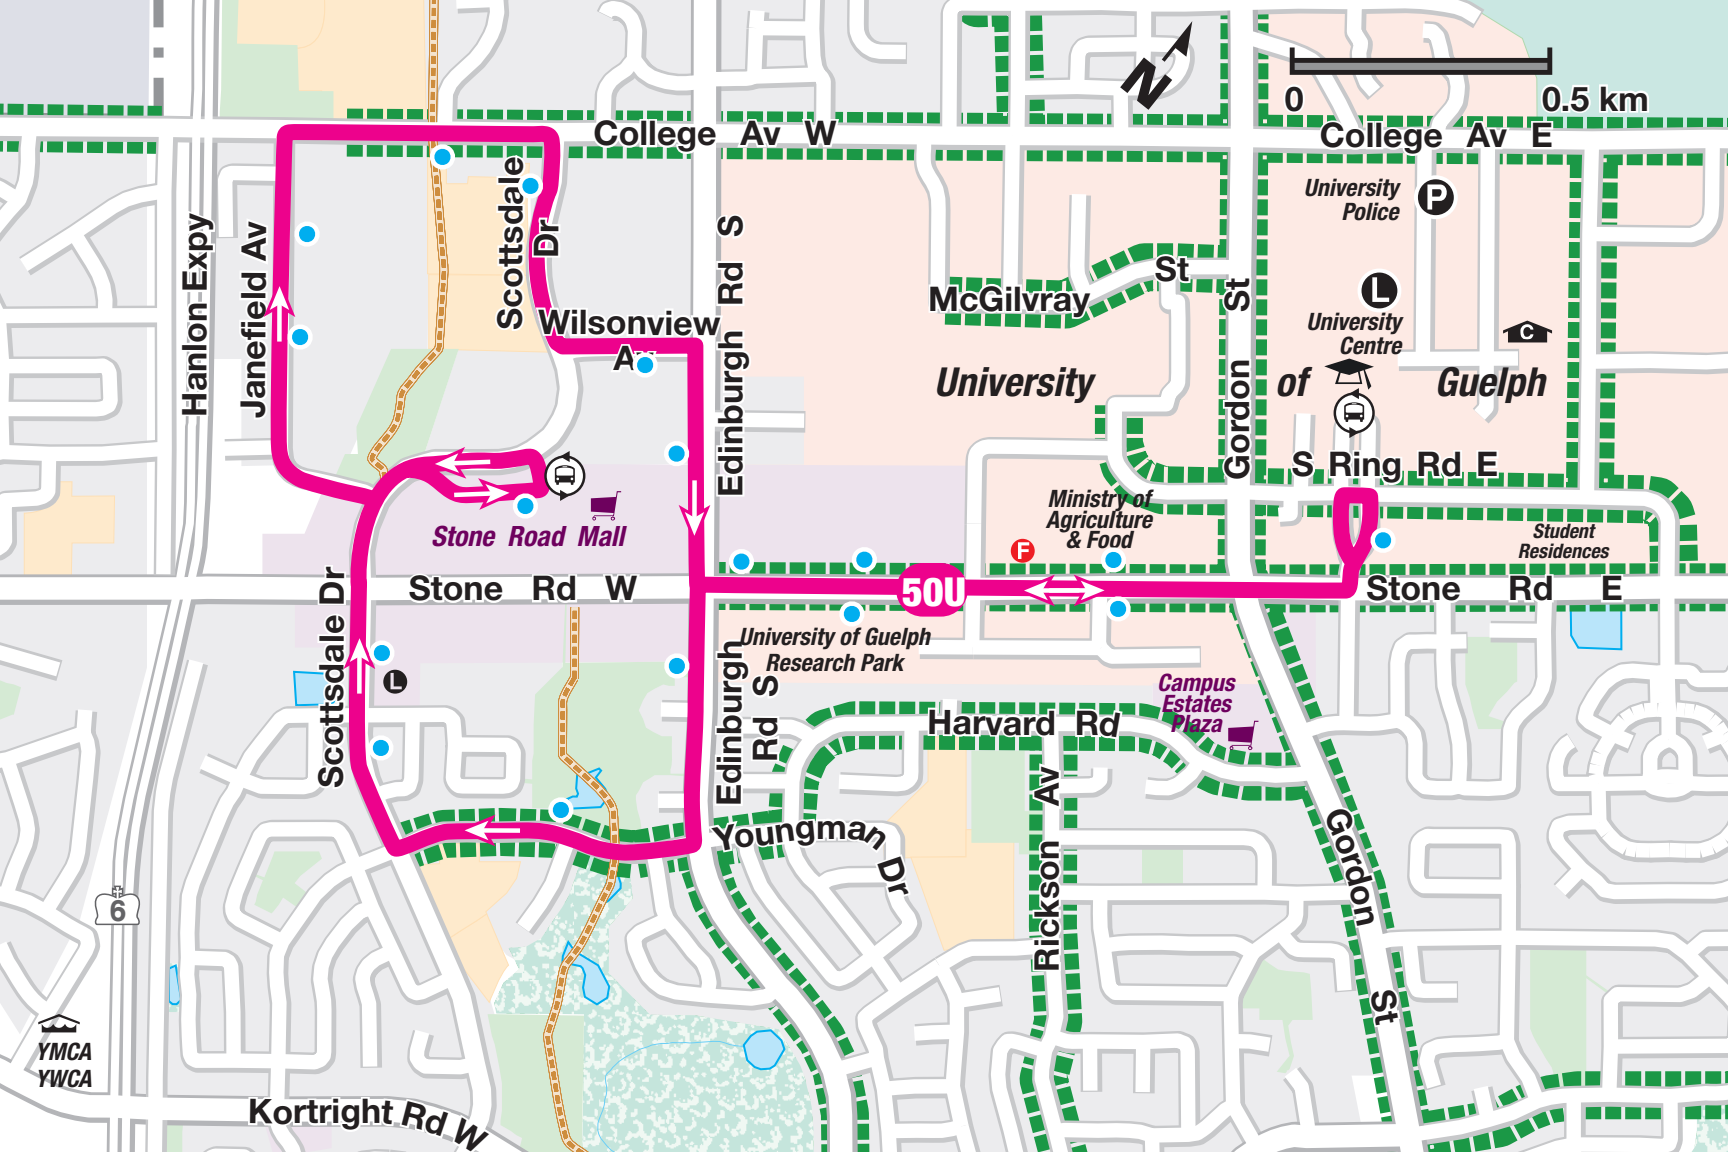 N
0
0.5 km
College Av W
College Av E
University
Police
P
Scottsdale
Dr
Hanlon Expy
Janefield Av
Edinburgh Rd S
St
McGilvray
Gordon St
L
University
Centre
C
Wilsonview
University of Guelph
S Ring Rd E
Stone Road Mall
Ministry of
Agriculture
& Food
F
Student
Residences
Stone Rd W
50U
Stone Rd E
Scottsdale Dr
L
University of Guelph
Research Park
Edinburgh
Rd S
Campus
Estates
Plaza
Harvard Rd
Rickson Av
Youngman Dr
Gordon St
6
YMCA
YWCA
Kortright Rd W